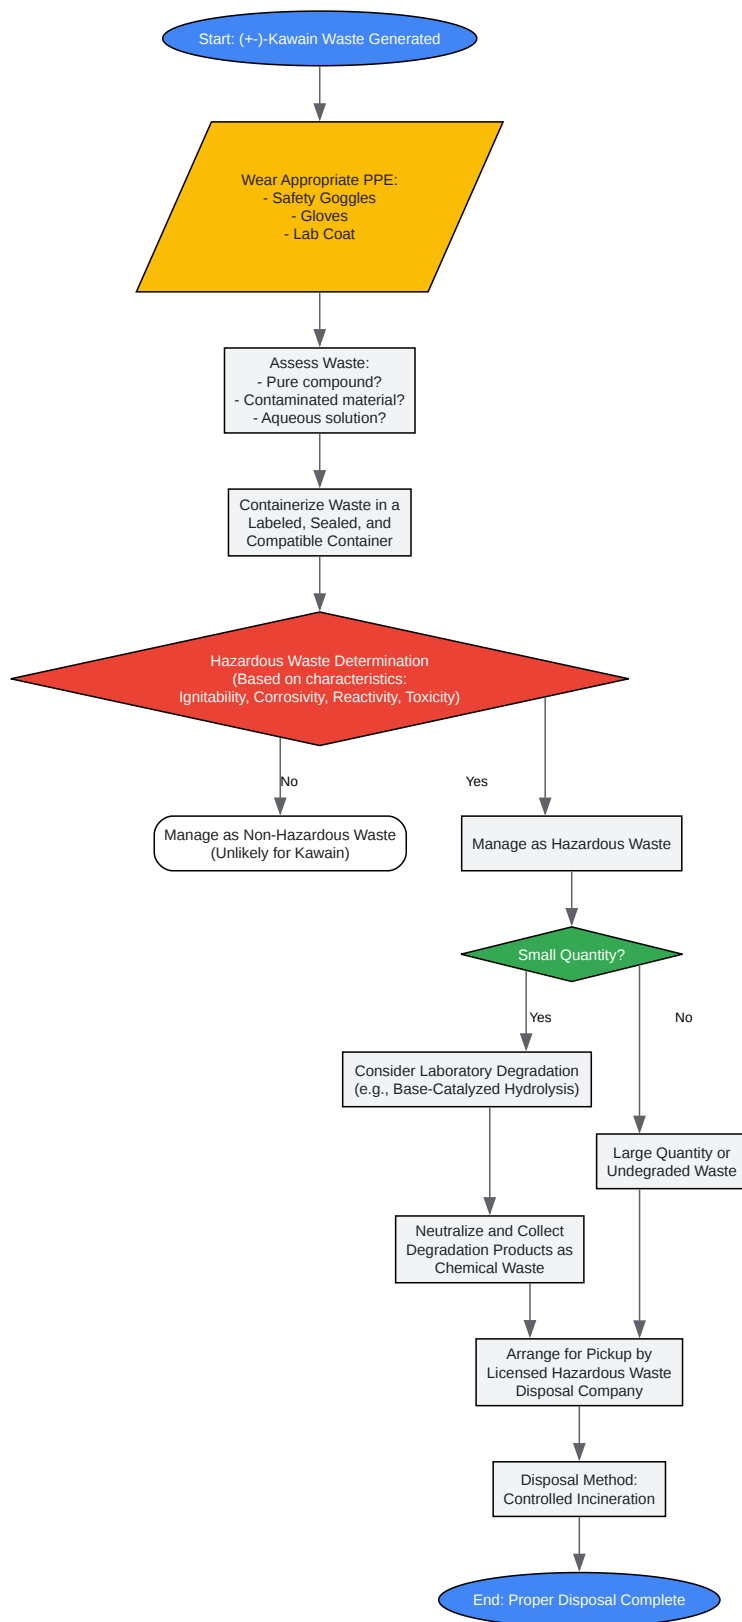 Start: (+-)-Kawain Waste Generated
Wear Appropriate PPE:
- Safety Goggles
- Gloves
- Lab Coat
Assess Waste:
- Pure compound?
- Contaminated material?
- Aqueous solution?
Containerize Waste in a
Labeled, Sealed, and
Compatible Container
Hazardous Waste Determination
(Based on characteristics:
Ignitability, Corrosivity, Reactivity, Toxicity)
No
Yes
Manage as Non-Hazardous Waste
(Unlikely for Kawain)
Manage as Hazardous Waste
Small Quantity?
Yes
No
Consider Laboratory Degradation
(e.g., Base-Catalyzed Hydrolysis)
Large Quantity or
Undegraded Waste
Neutralize and Collect
Degradation Products as
Chemical Waste
Arrange for Pickup by
Licensed Hazardous Waste
Disposal Company
Disposal Method:
Controlled Incineration
End: Proper Disposal Complete